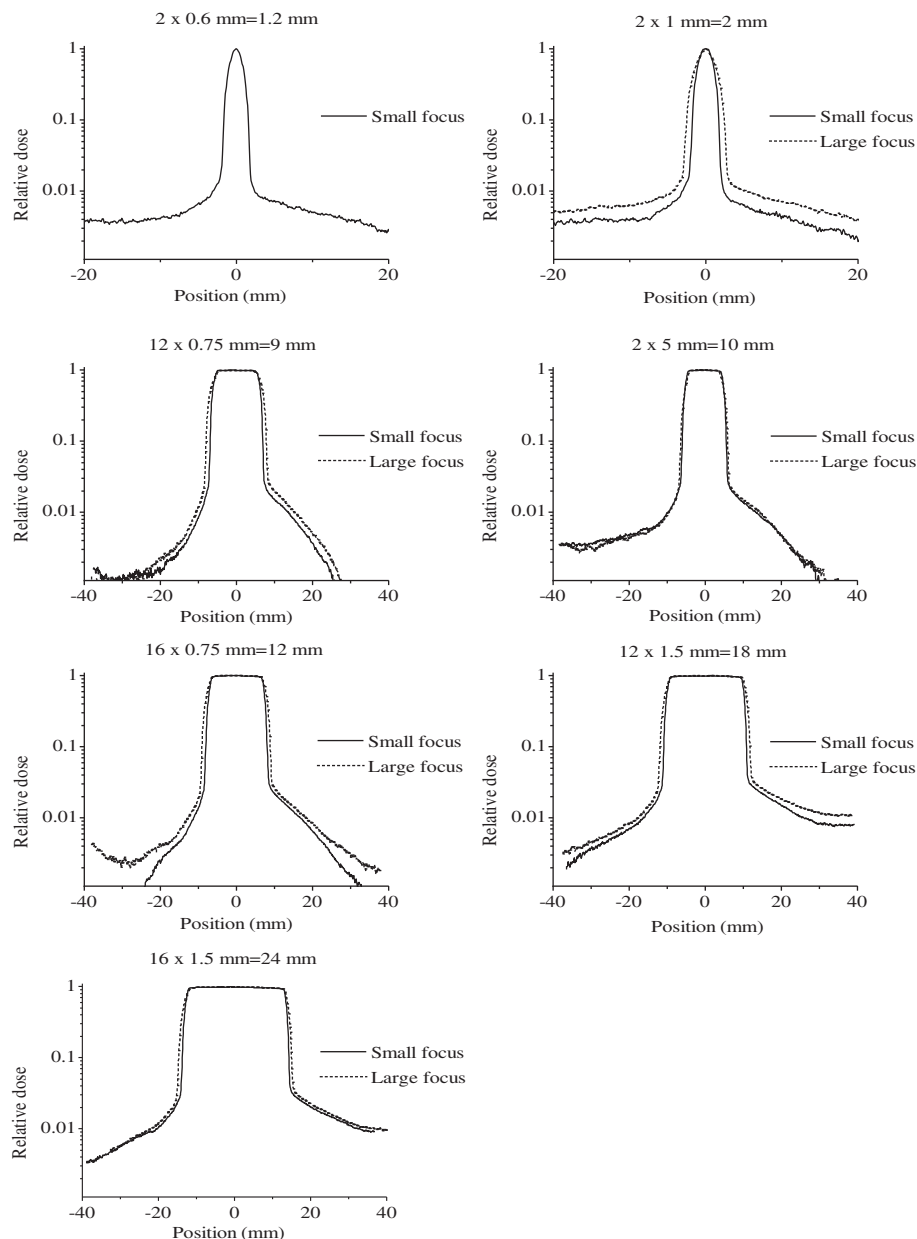 2 x 0.6 mm=1.2 mm
1
0.1
0.01
Relative dose
Small focus
-20
0
20
Position (mm)
2 x 1 mm=2 mm
1
0.1
0.01
Relative dose
Small focus
Large focus
-20
0
20
Position (mm)
12 x 0.75 mm=9 mm
1
0.1
0.01
Relative dose
Small focus
Large focus
-40
-20
0
20
40
Position (mm)
2 x 5 mm=10 mm
1
0.1
0.01
Relative dose
Small focus
Large focus
-40
-20
0
20
40
Position (mm)
16 x 0.75 mm=12 mm
1
0.1
0.01
Relative dose
Small focus
Large focus
-40
-20
0
20
40
Position (mm)
12 x 1.5 mm=18 mm
1
0.1
0.01
Relative dose
Small focus
Large focus
-40
-20
0
20
40
Position (mm)
16 x 1.5 mm=24 mm
1
0.1
0.01
Relative dose
Small focus
Large focus
-40
-20
0
20
40
Position (mm)